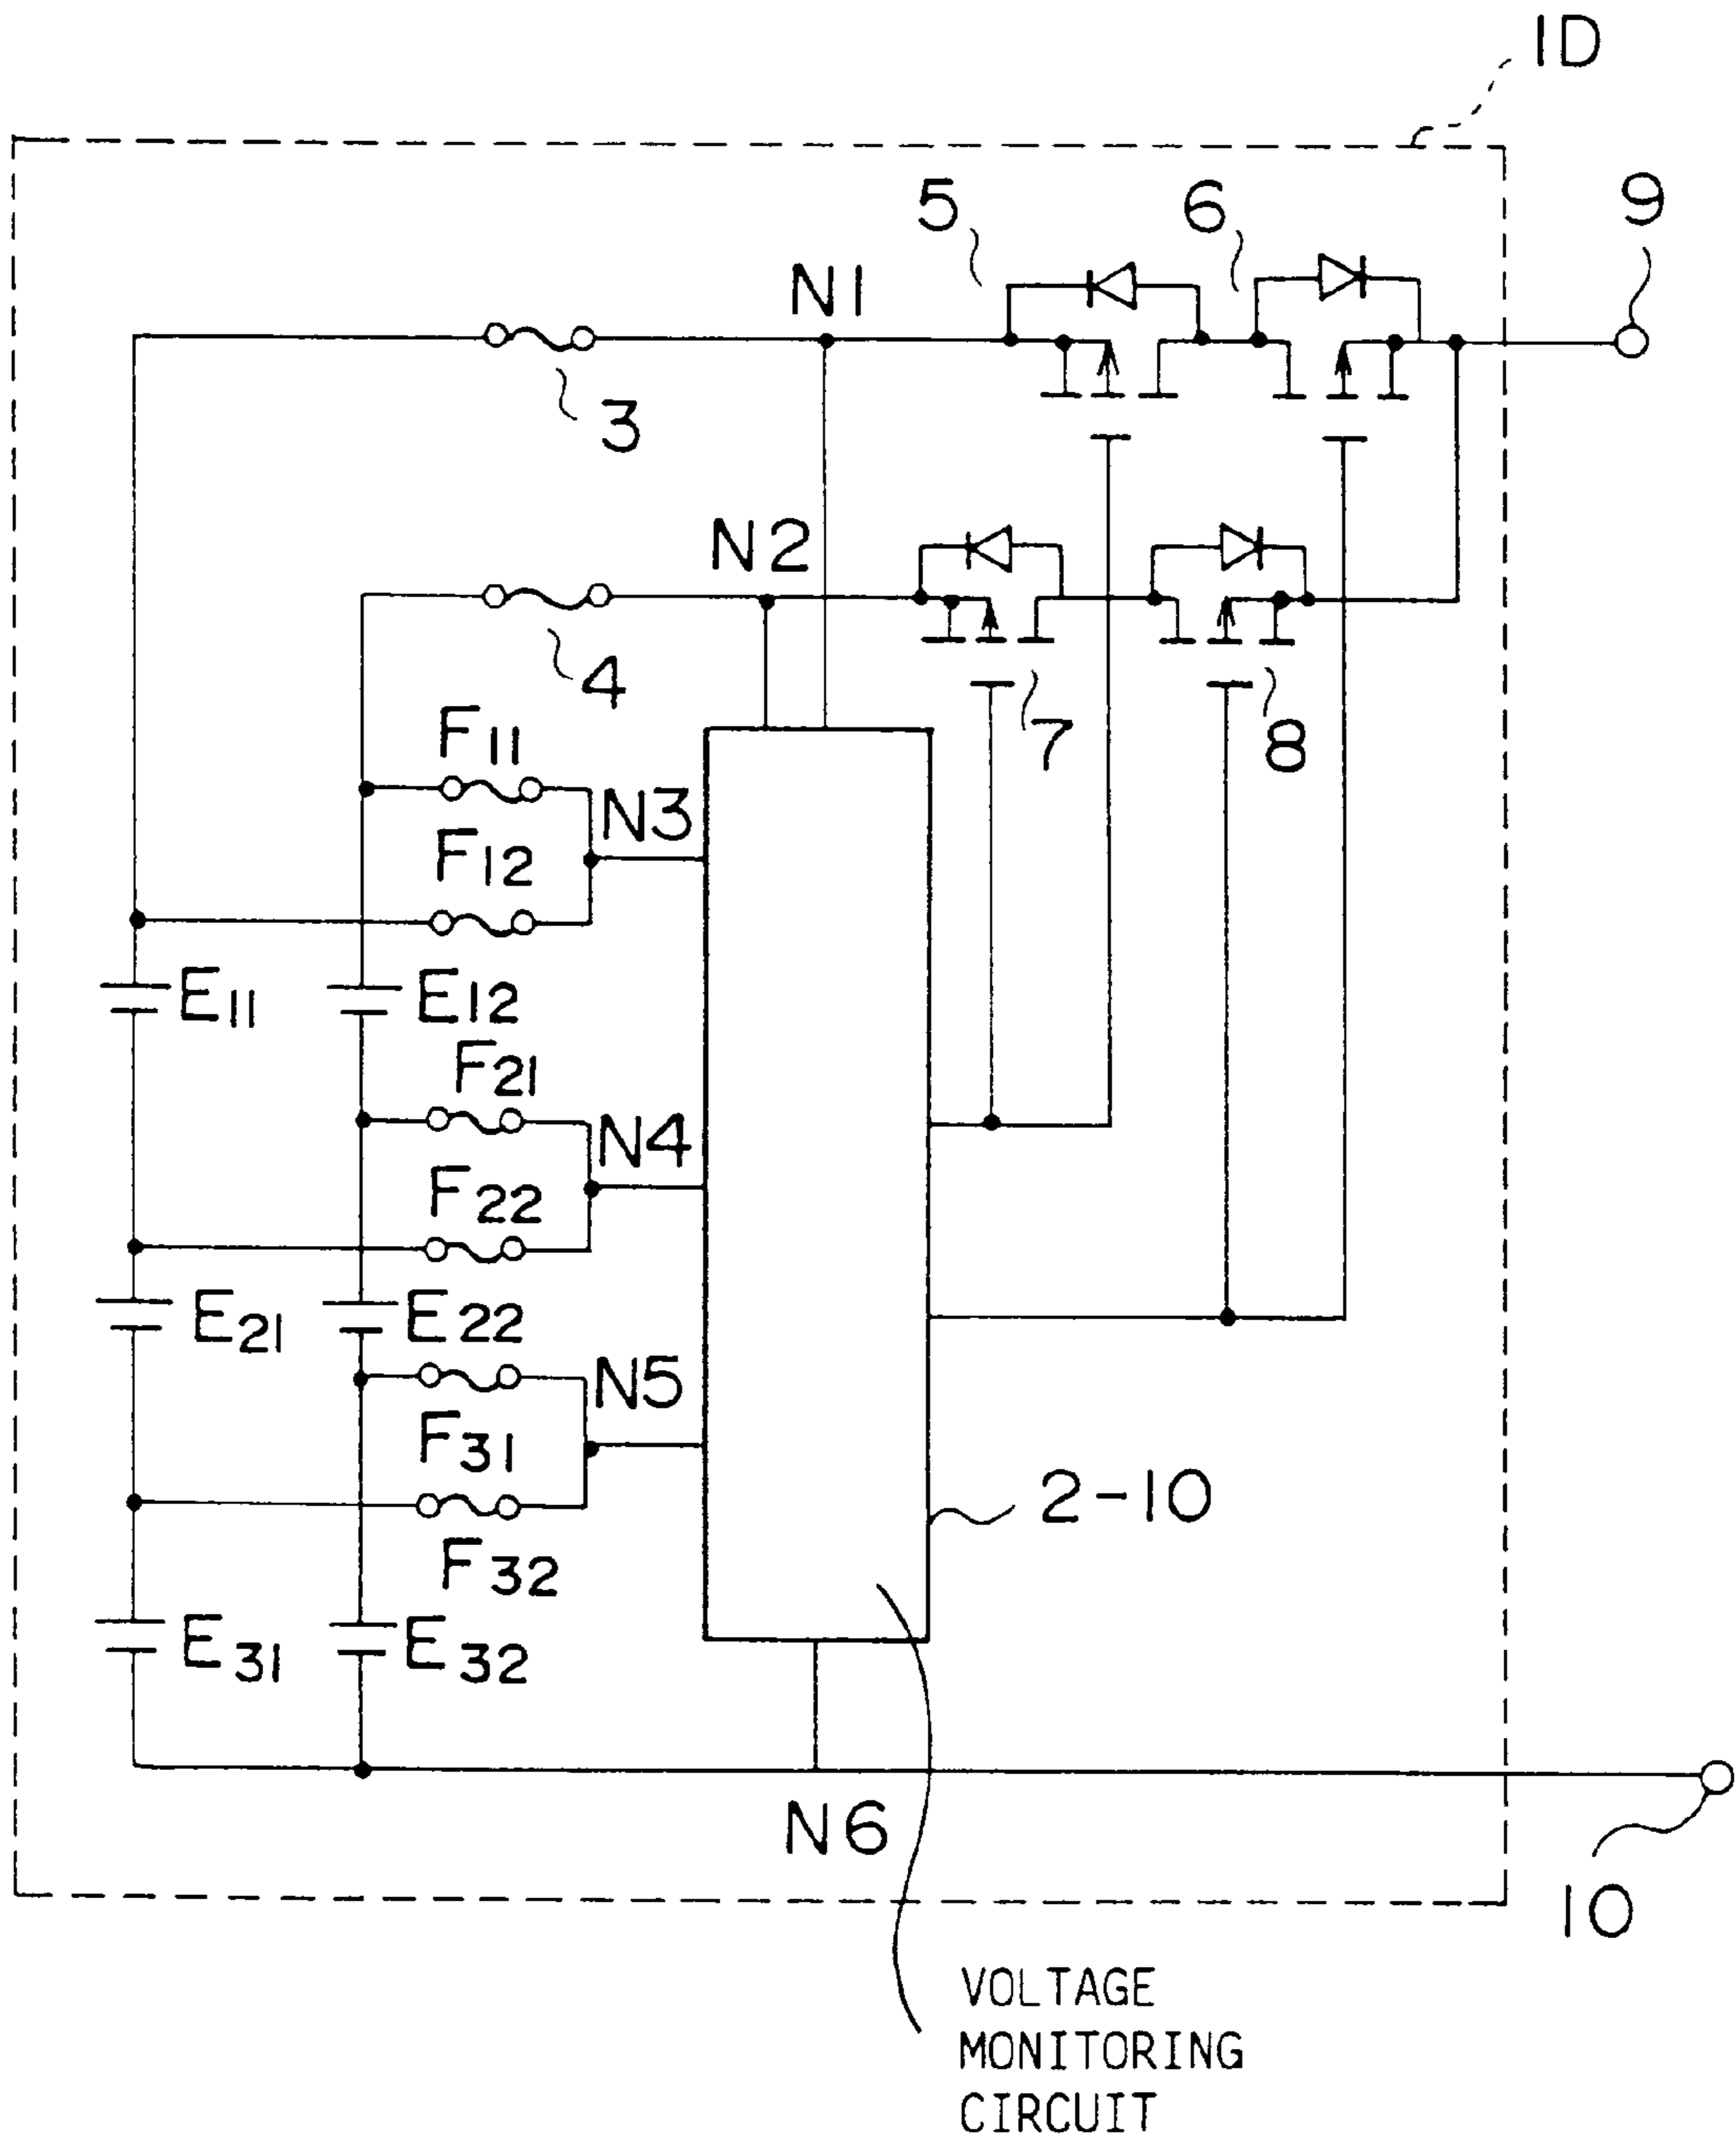 1D
5
6
9
N1
3
N2
4
7
8
F11
N3
F12
E11
E12
F21
N4
F22
E21
E22
N5
F31
2-10
F32
E31
E32
N6
10
VOLTAGE
MONITORING
CIRCUIT